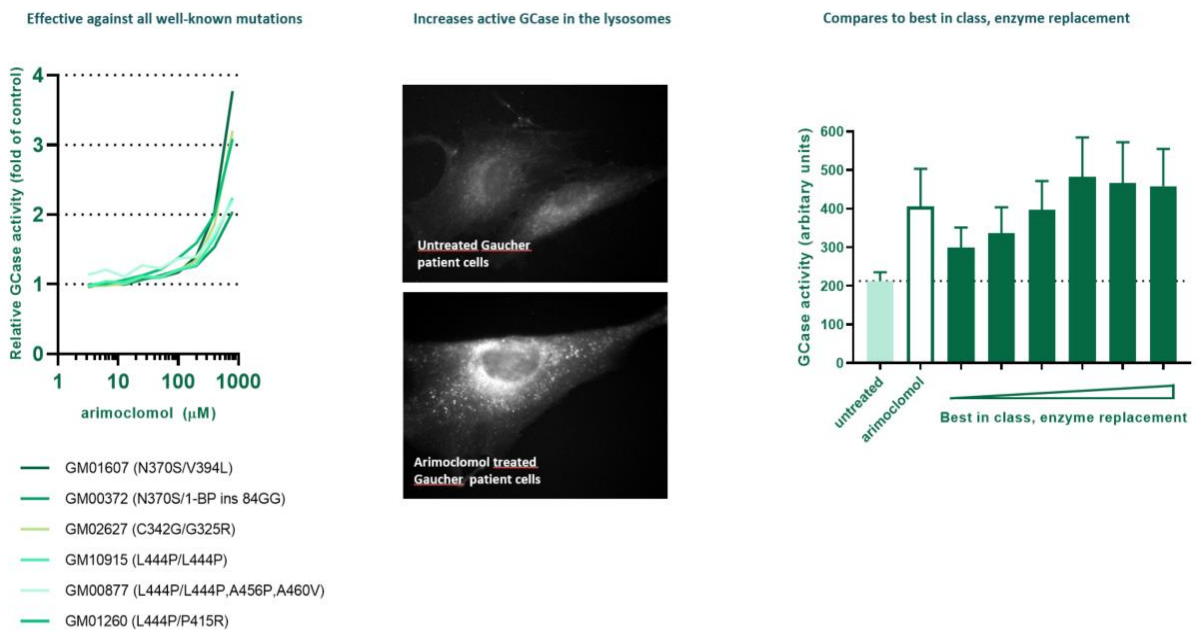 Effective against all well-known mutations
Relative GCase activity (fold of control)
4
3
2
1
0
1
10
100
1000
arimoclomol (μM)
GM01607 (N370S/V394L)
GM00372 (N370S/1-BP ins 84GG)
GM02627 (C342G/G325R)
GM10915 (L444P/L444P)
GM00877 (L444P/L444P,A456P,A460V)
GM01260 (L444P/P415R)
Increases active GCase in the lysosomes
Untreated Gaucher
patient cells
Arimoclomol treated
Gaucher patient cells
Compares to best in class, enzyme replacement
GCase activity (arbitary units)
600
500
400
300
200
100
0
untreated
arimoclomol
Best in class, enzyme replacement